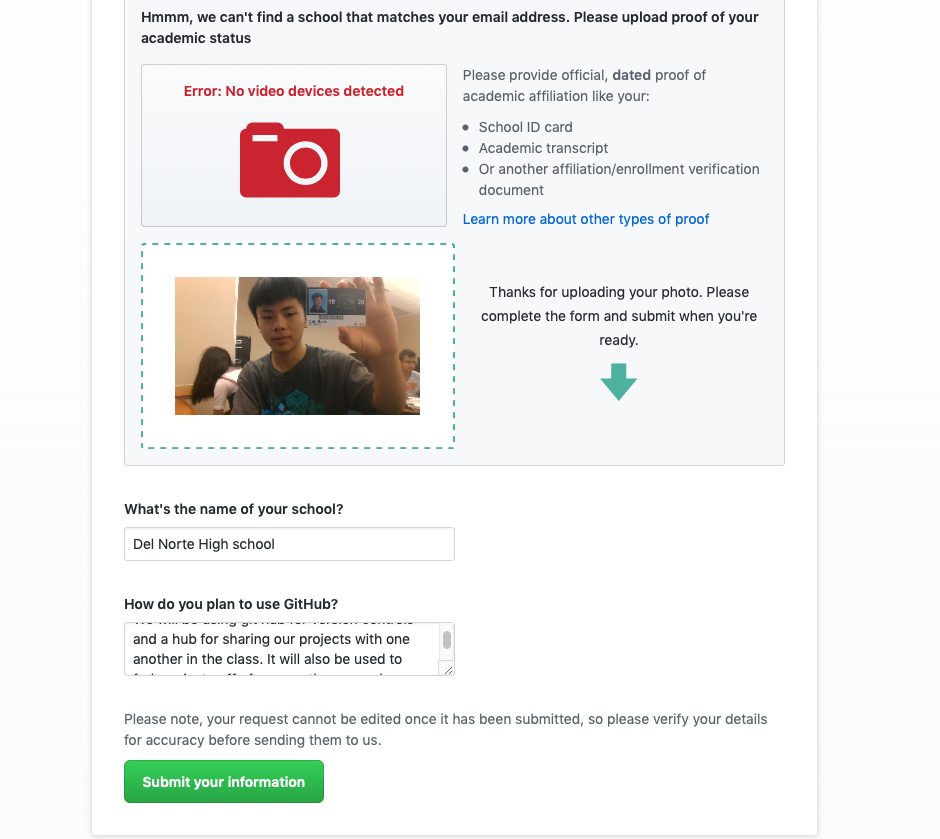 Hmmm, we can't find a school that matches your email address. Please upload proof of your
academic status
Error: No video devices detected
Please provide official, dated proof of
academic affiliation like your:
School ID card
Academic transcript
Or another affiliation/enrollment verification
document
Learn more about other types of proof
Thanks for uploading your photo. Please
complete the form and submit when you're
ready.
What's the name of your school?
Del Norte High school
How do you plan to use GitHub?
and a hub for sharing our projects with one
another in the class. It will also be used to
Please note, your request cannot be edited once it has been submitted, so please verify your details
for accuracy before sending them to us.
Submit your information